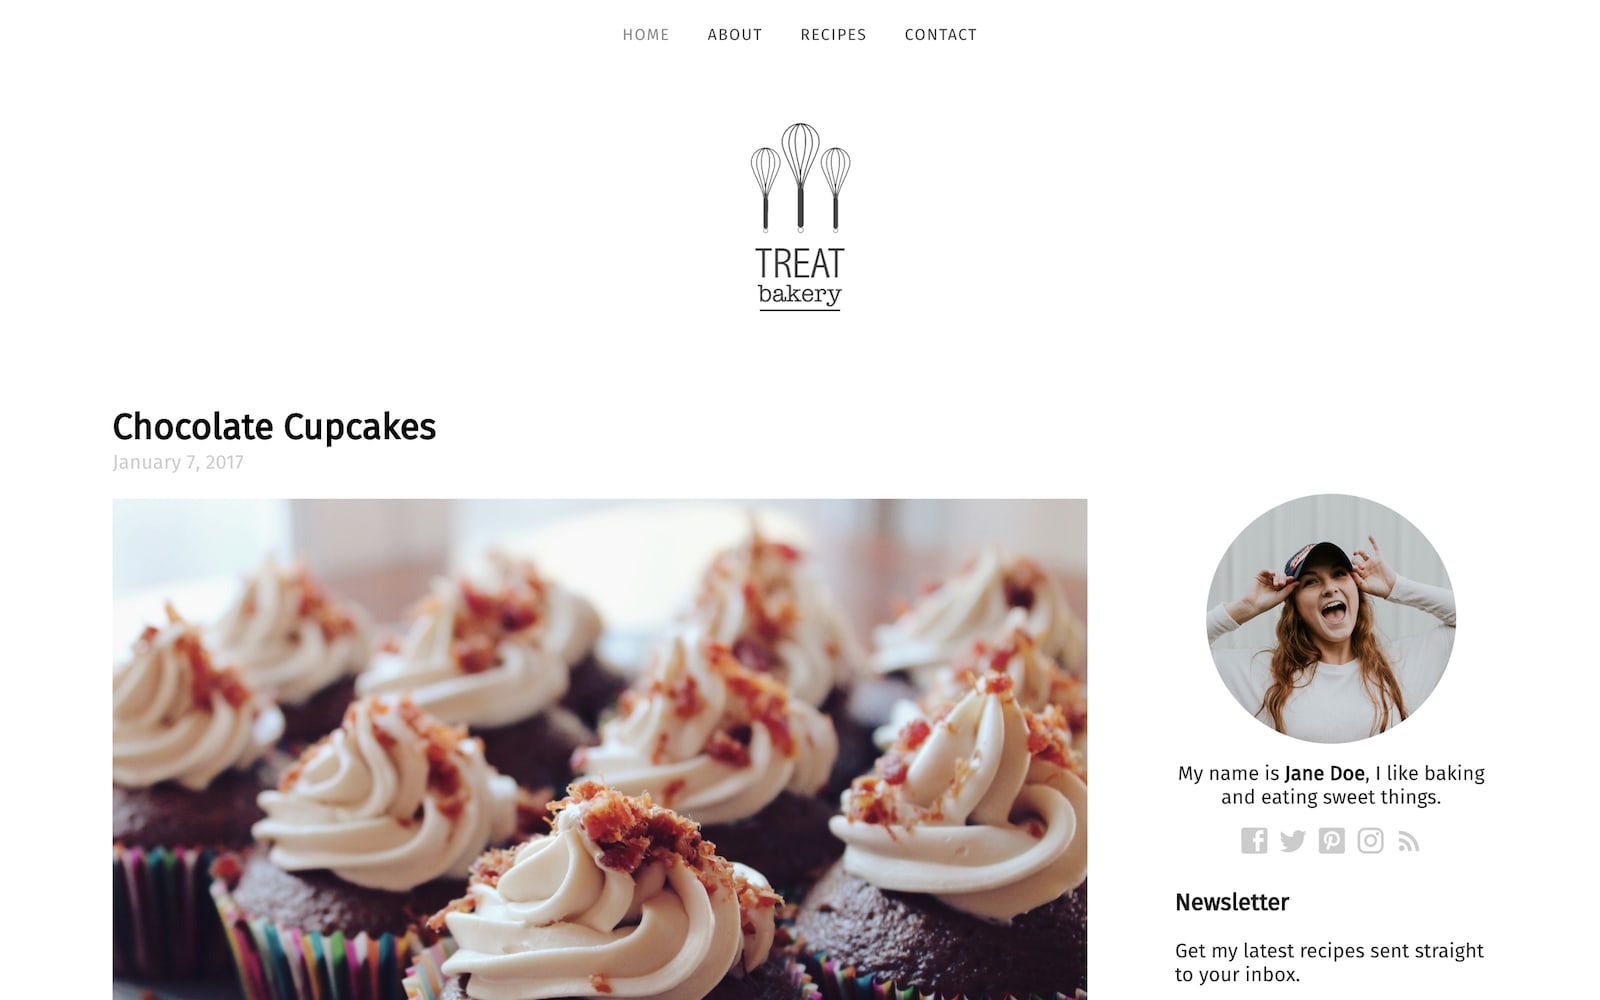 HOME ABOUT RECIPES CONTACT
TREAT
bakery
Chocolate Cupcakes
January 7, 2017
My name is Jane Doe, I like baking
and eating sweet things.
Newsletter
Get my latest recipes sent straight
to your inbox.